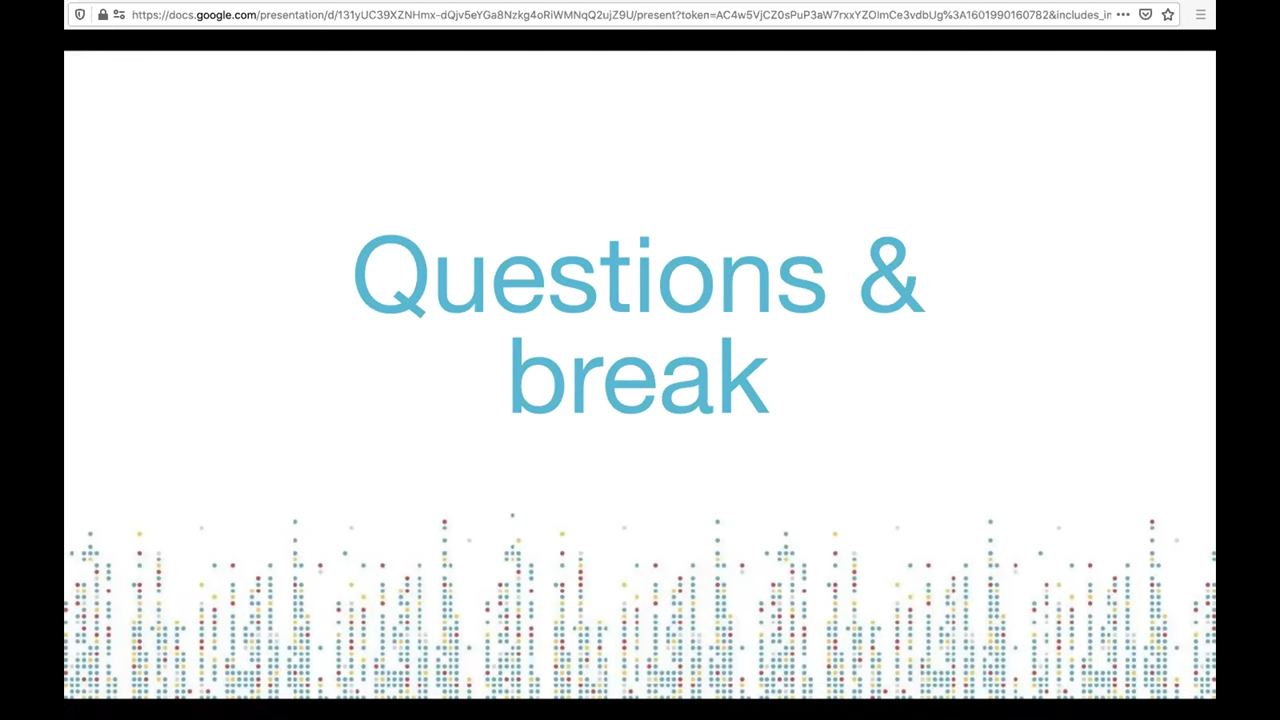 https://docs.google.com/presentation/d/131yUC39XZNHmx-dQjv5eYGa8Nzkg4oRiWMNqQ2ujZ9U/present?token=AC4w5VjCZ0sPuP3aW7rxxYZOlmCe3vdbUg%3A1601990160782&includes_in
Questions &
break